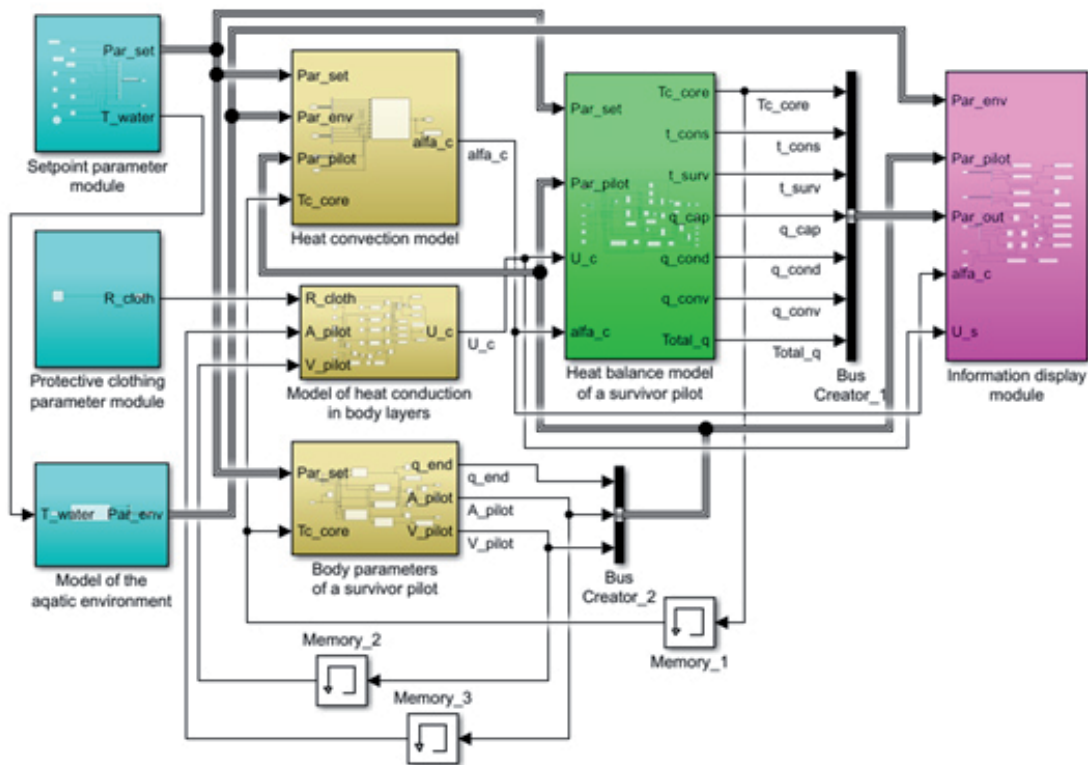 Par_set
T_water
Setpoint parameter
module
R_cloth
Protective clothing
parameter module
T_water
Par_env
Model of the
aqatic environment
Par_set
Par_env
Par_pilot
Tc_core
alfa_c
alfa_c
Heat convection model
R_cloth
A_pilot
V_pilot
U_c
U_c
Model of heat conduction
in body layers
Par_set
Tc_core
q_end
A_pilot
V_pilot
q_end
A_pilot
V_pilot
Body parameters
of a survivor pilot
Par_set
Par_pilot
U_c
alfa_c
Tc_core
t_cons
t_surv
q_cap
q_cond
q_conv
Total_q
Heat balance model
of a survivor pilot
Tc_core
t_cons
t_surv
q_cap
q_cond
q_conv
Total_q
Bus
Creator_1
Par_env
Par_pilot
Par_out
alfa_c
U_s
Information display
module
Bus
Creator_2
Memory_1
Memory_2
Memory_3